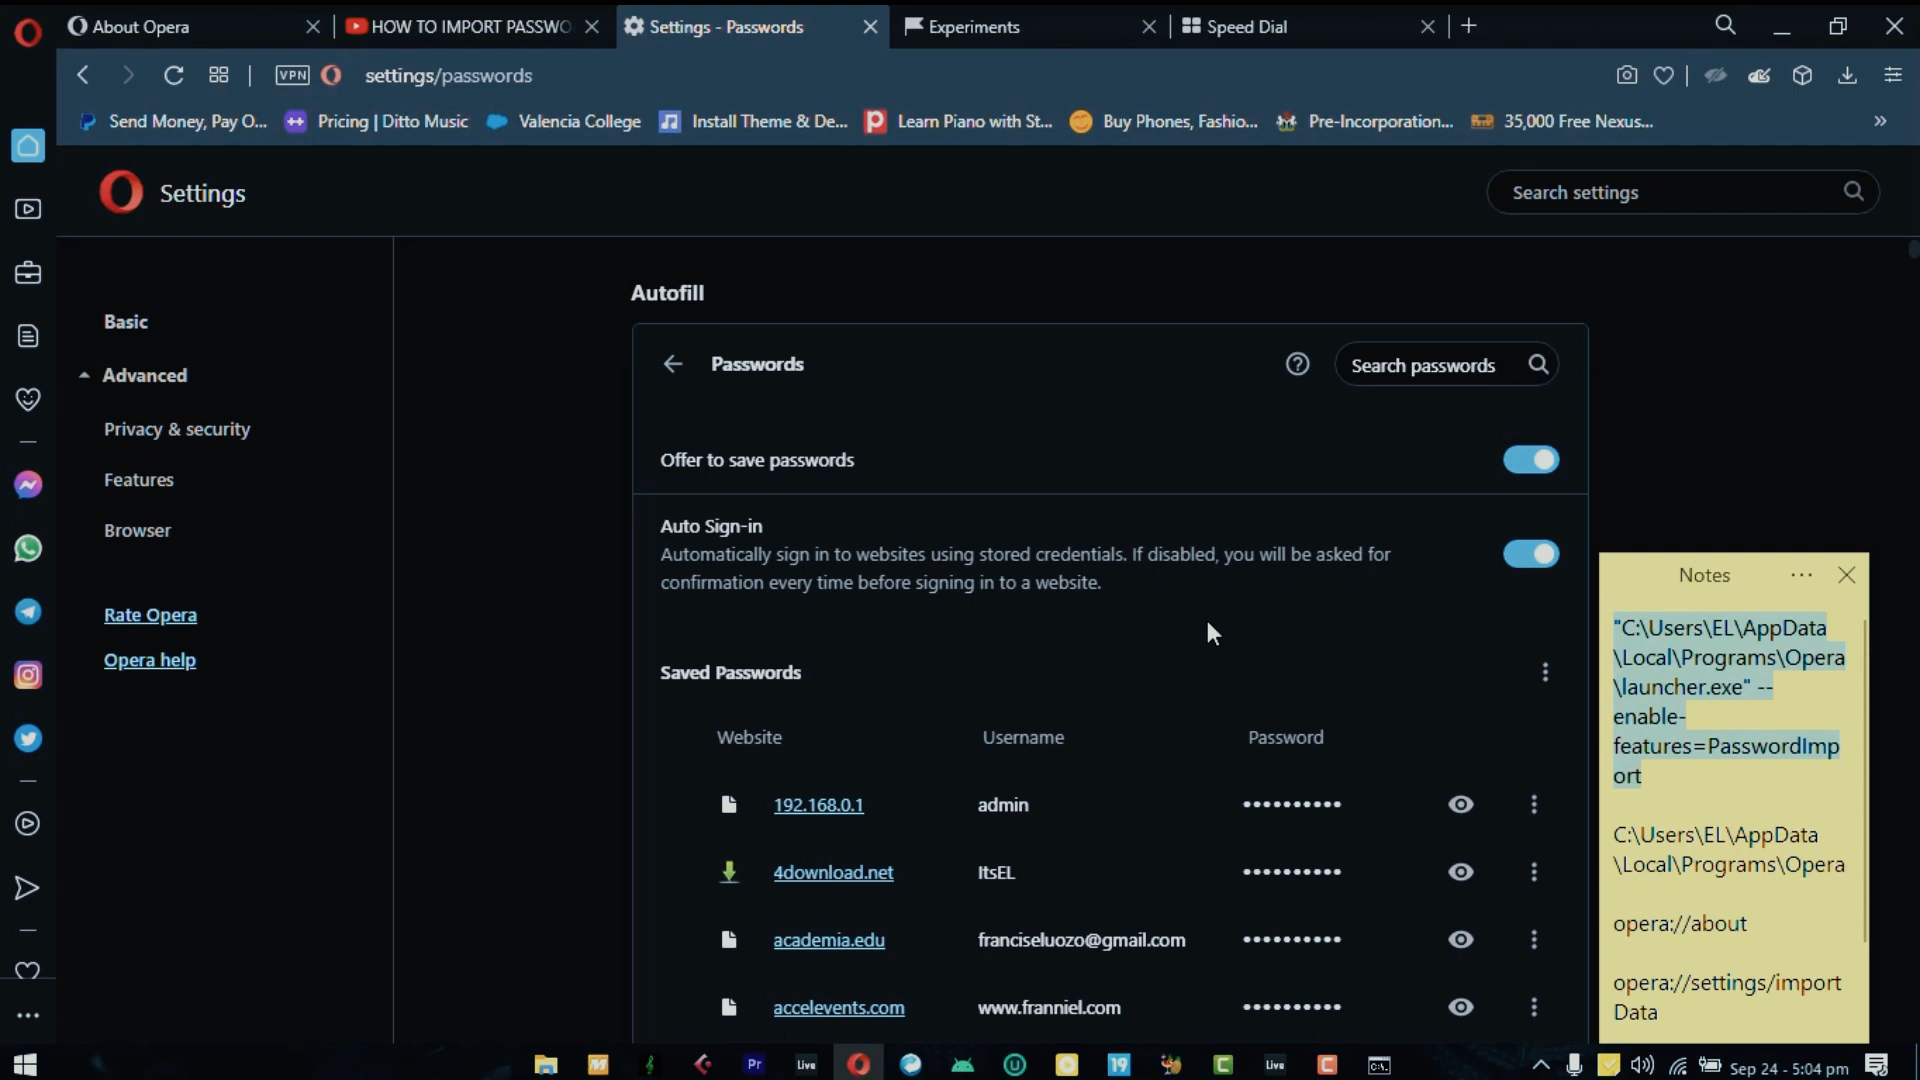 About Opera
HOW TO IMPORT PASSWO
Settings - Passwords
Experiments
Speed Dial
VPN
settings/passwords
Send Money, Pay O...
Pricing | Ditto Music
Valencia College
Install Theme & De...
Learn Piano with St...
Buy Phones, Fashio...
Pre-Incorporation...
35,000 Free Nexus...
Settings
Search settings
Autofill
Basic
Advanced
Privacy & security
Features
Browser
Rate Opera
Opera help
Passwords
Search passwords
Offer to save passwords
Auto Sign-in
Automatically sign in to websites using stored credentials. If disabled, you will be asked for
confirmation every time before signing in to a website.
Saved Passwords
Website Username Password
192.168.0.1 admin ••••••••••
4download.net ItsEL ••••••••••
academia.edu franciseluozo@gmail.com ••••••••••
accelevents.com www.franniel.com ••••••••••
Notes
"C:\Users\EL\AppData
\Local\Programs\Opera
\launcher.exe" --
enable-
features=PasswordImp
ort
C:\Users\EL\AppData
\Local\Programs\Opera
opera://about
opera://settings/import
Data
Pr
Live
U
19
C
Live
C
C:\
Sep 24 - 5:04 pm